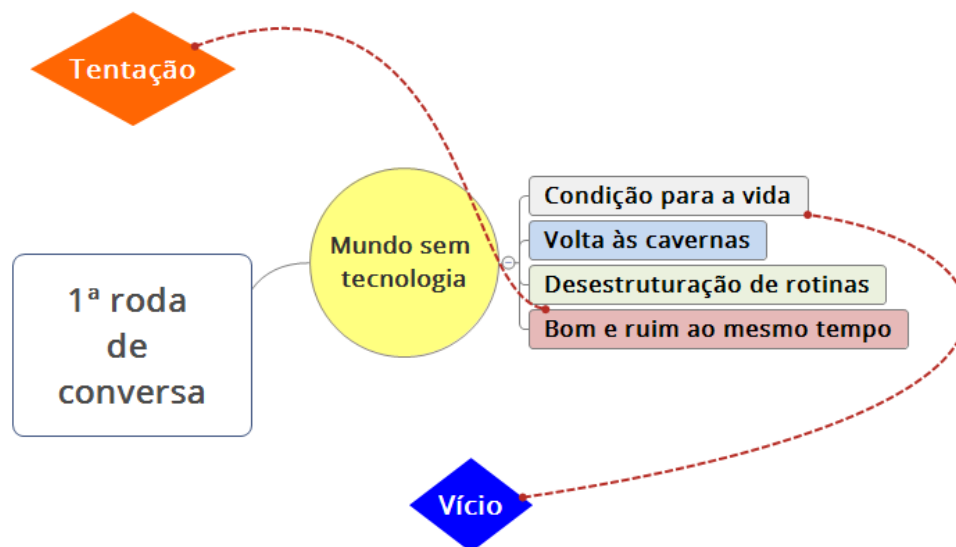 Tentação
1ª roda
de
conversa
Mundo sem
tecnologia
Condição para a vida
Volta às cavernas
Desestruturação de rotinas
Bom e ruim ao mesmo tempo
Vício